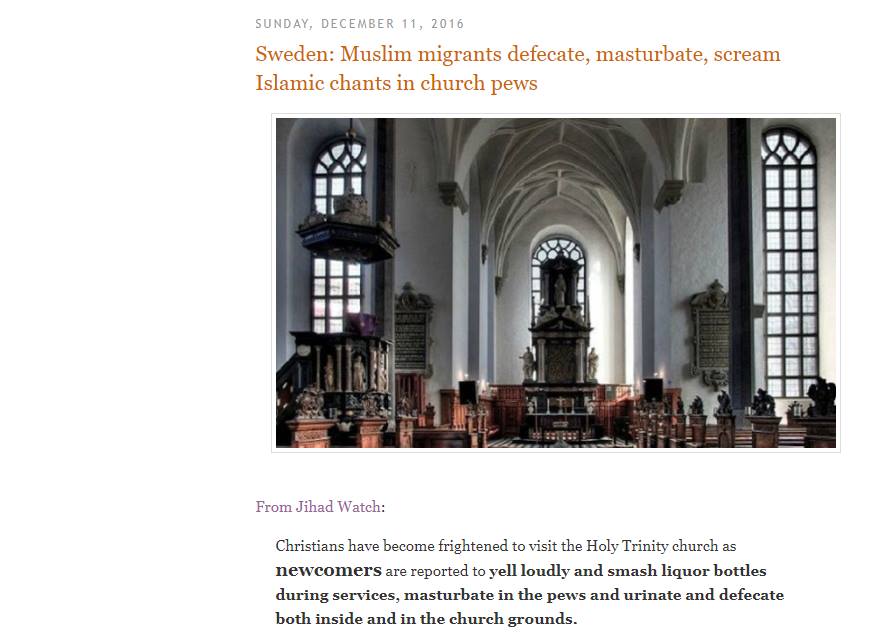 SUNDAY, DECEMBER 11, 2016
Sweden: Muslim migrants defecate, masturbate, scream
Islamic chants in church pews
From Jihad Watch:
Christians have become frightened to visit the Holy Trinity church as
newcomers are reported to yell loudly and smash liquor bottles
during services, masturbate in the pews and urinate and defecate
both inside and in the church grounds.